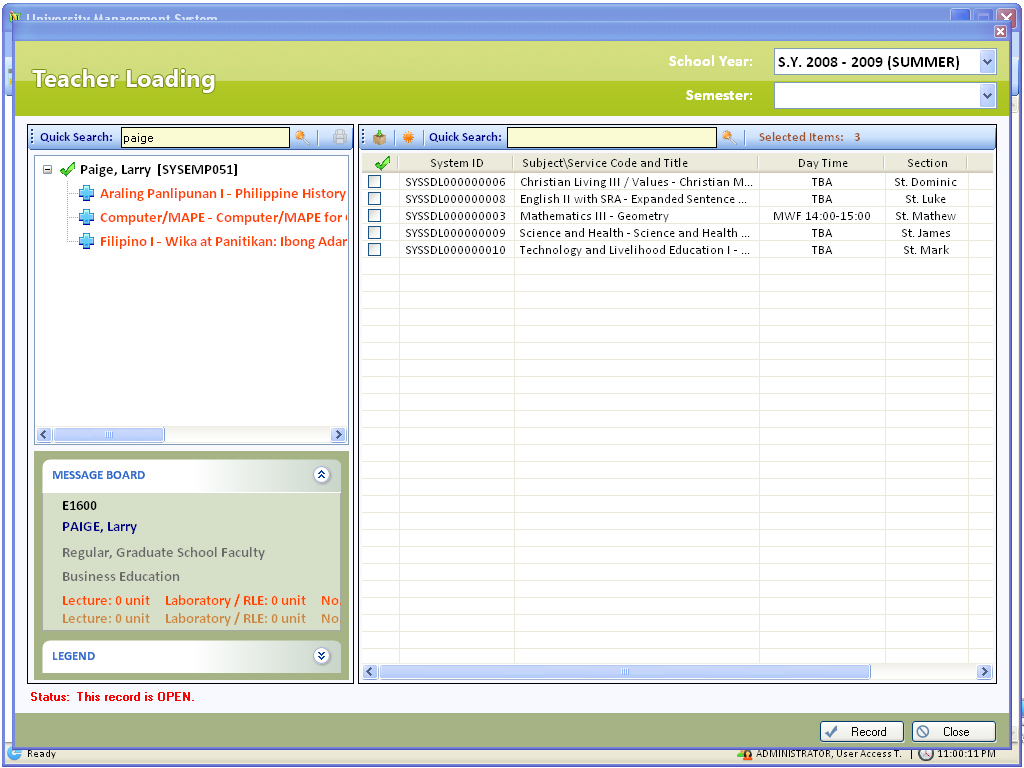 University Management System
Teacher Loading
School Year: S.Y. 2008 - 2009 (SUMMER)
Semester:
Quick Search: paige
Quick Search: Selected Items: 3
Paige, Larry [SYSEMP051]
Araling Panlipunan I - Philippine History
Computer/MAPE - Computer/MAPE for
Filipino I - Wika at Panitikan: Ibong Adar
System ID Subject\Service Code and Title Day Time Section
SYSSDL000000006 Christian Living III / Values - Christian M... TBA St. Dominic
SYSSDL000000008 English II with SRA - Expanded Sentence ... TBA St. Luke
SYSSDL000000003 Mathematics III - Geometry MWF 14:00-15:00 St. Mathew
SYSSDL000000009 Science and Health - Science and Health ... TBA St. James
SYSSDL000000010 Technology and Livelihood Education I - ... TBA St. Mark
MESSAGE BOARD
E1600
PAIGE, Larry
Regular, Graduate School Faculty
Business Education
Lecture: 0 unit Laboratory / RLE: 0 unit No.
Lecture: 0 unit Laboratory / RLE: 0 unit No.
LEGEND
Status: This record is OPEN.
Record Close
Ready ADMINISTRATOR, User Access T. | 11:00:11 PM